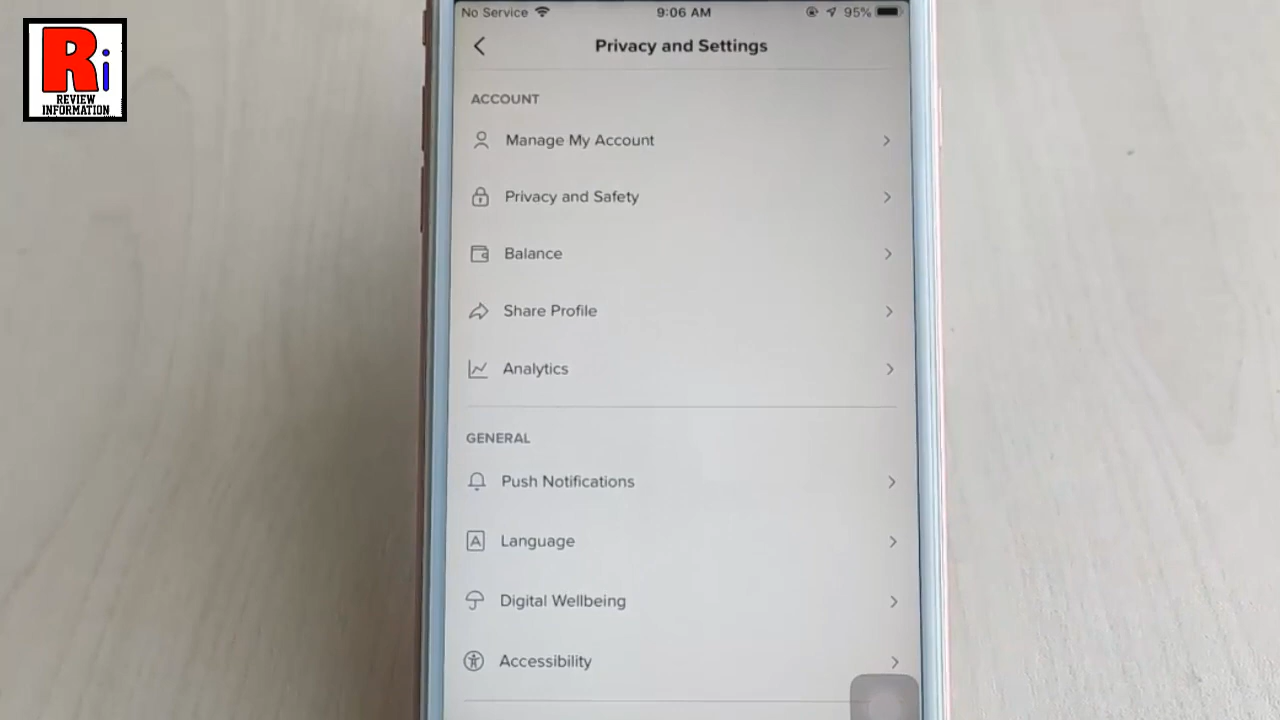 Ri
REVIEW
INFORMATION
No Service 9:06 AM 95%
Privacy and Settings
ACCOUNT
Manage My Account
Privacy and Safety
Balance
Share Profile
Analytics
GENERAL
Push Notifications
Language
Digital Wellbeing
Accessibility